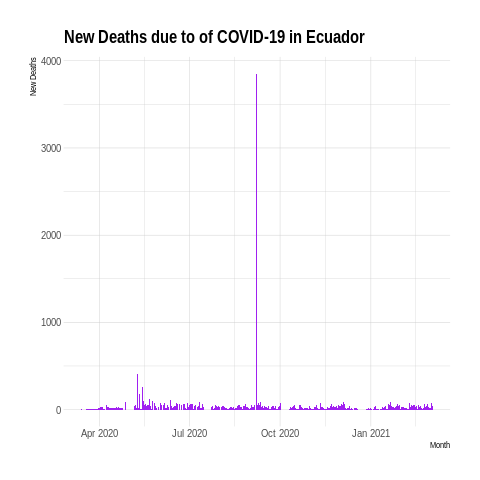 New Deaths due to of COVID-19 in Ecuador
New Deaths
4000
3000
2000
1000
0
Apr 2020 Jul 2020 Oct 2020 Jan 2021
Month